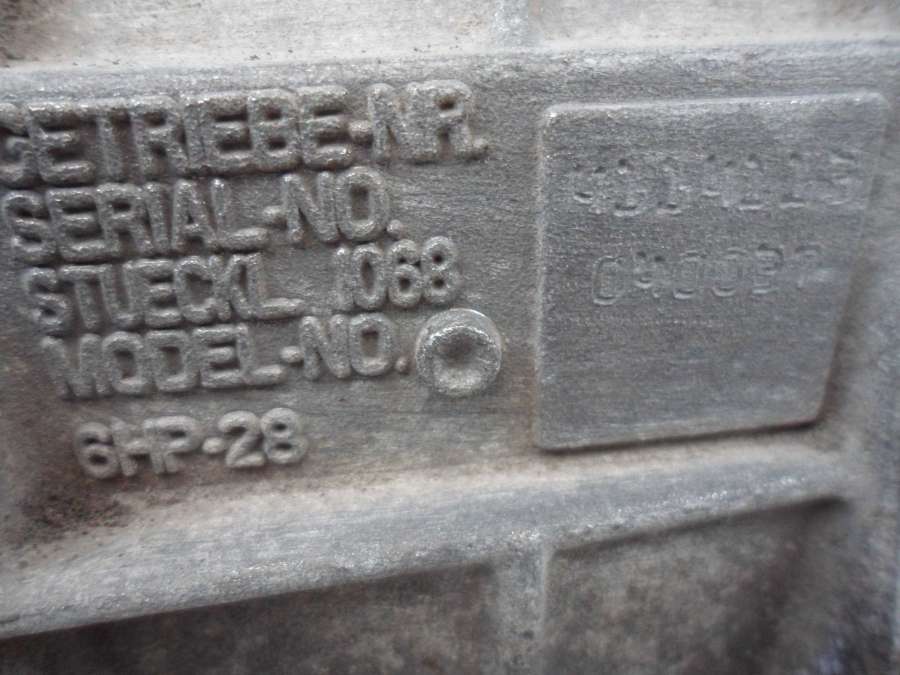 GETRIEBE-NR.
SERIAL-NO.
STUECKL. 1068
MODEL-NO.
6HP-28